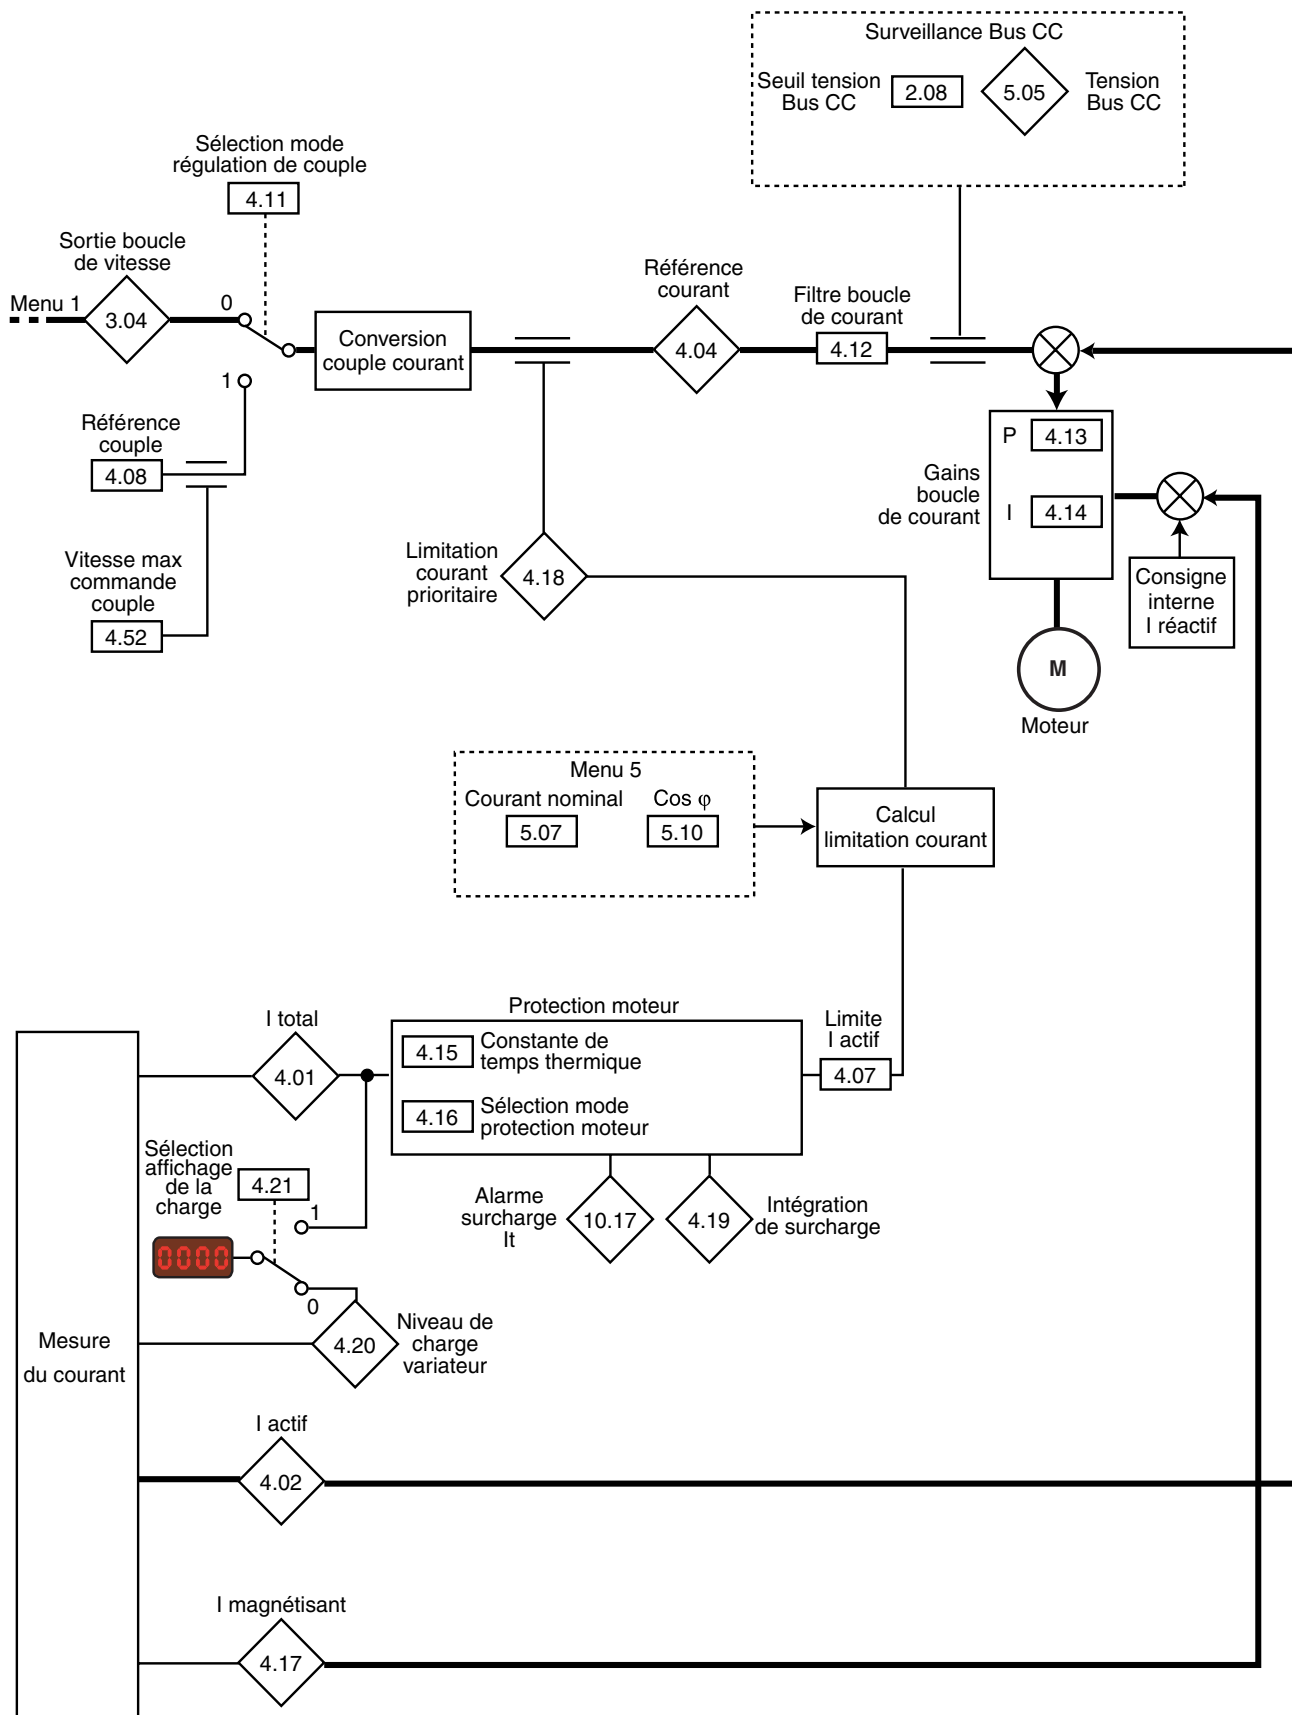 Surveillance Bus CC
Seuil tension
Bus CC
2.08
5.05
Tension
Bus CC
Sélection mode
régulation de couple
4.11
Sortie boucle
de vitesse
Menu 1
3.04
0
1
Conversion
couple courant
Référence
courant
4.04
Filtre boucle
de courant
4.12
Référence
couple
4.08
Vitesse max
commande
couple
4.52
Limitation
courant
prioritaire
4.18
Gains
boucle
de courant
P
4.13
I
4.14
Consigne
interne
I réactif
M
Moteur
Menu 5
Courant nominal
5.07
Cos φ
5.10
Calcul
limitation courant
Protection moteur
4.15
Constante de
temps thermique
4.16
Sélection mode
protection moteur
Limite
I actif
4.07
I total
4.01
Sélection
affichage
de la
charge
4.21
1
0000
0
Alarme
surcharge
It
10.17
4.19
Intégration
de surcharge
4.20
Niveau de
charge
variateur
Mesure
du courant
I actif
4.02
I magnétisant
4.17